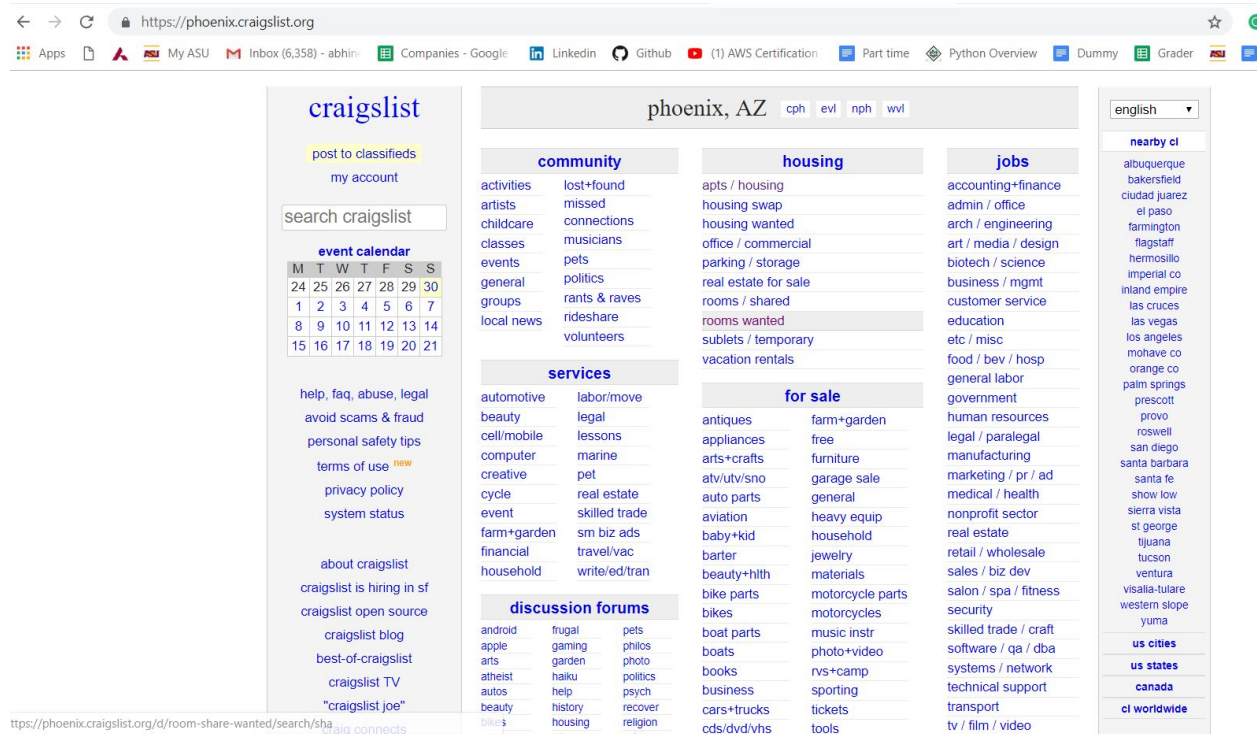 https://phoenix.craigslist.org
Apps My ASU Inbox (6,358) - abhin Companies - Google Linkedin Github (1) AWS Certification Part time Python Overview Dummy Grader
craigslist
post to classifieds
my account
search craigslist
event calendar
M T W T F S S
24 25 26 27 28 29 30
1 2 3 4 5 6 7
8 9 10 11 12 13 14
15 16 17 18 19 20 21
help, faq, abuse, legal
avoid scams & fraud
personal safety tips
terms of use new
privacy policy
system status
about craigslist
craigslist is hiring in sf
craigslist open source
craigslist blog
best-of-craigslist
craigslist TV
"craigslist joe"
craig connects
phoenix, AZ cph evl nph wvl
community
activities
artists
childcare
classes
events
general
groups
local news
lost+found
missed
connections
musicians
pets
politics
rants & raves
rideshare
volunteers
services
automotive
beauty
cell/mobile
computer
creative
cycle
event
farm+garden
financial
household
labor/move
legal
lessons
marine
pet
real estate
skilled trade
sm biz ads
travel/vac
write/ed/tran
discussion forums
android
apple
arts
atheist
autos
beauty
bikes
frugal
gaming
garden
haiku
help
history
housing
pets
philos
photo
politics
psych
recover
religion
housing
apts / housing
housing swap
housing wanted
office / commercial
parking / storage
real estate for sale
rooms / shared
rooms wanted
sublets / temporary
vacation rentals
for sale
antiques
appliances
arts+crafts
atv/utv/sno
auto parts
aviation
baby+kid
barter
beauty+hlth
bike parts
bikes
boat parts
boats
books
business
cars+trucks
cds/dvd/vhs
farm+garden
free
furniture
garage sale
general
heavy equip
household
jewelry
materials
motorcycle parts
motorcycles
music instr
photo+video
rvs+camp
sporting
tickets
tools
jobs
accounting+finance
admin / office
arch / engineering
art / media / design
biotech / science
business / mgmt
customer service
education
etc / misc
food / bev / hosp
general labor
government
human resources
legal / paralegal
manufacturing
marketing / pr / ad
medical / health
nonprofit sector
real estate
retail / wholesale
sales / biz dev
salon / spa / fitness
security
skilled trade / craft
software / qa / dba
systems / network
technical support
transport
tv / film / video
english
nearby cl
albuquerque
bakersfield
ciudad juarez
el paso
farmington
flagstaff
hermosillo
imperial co
inland empire
las cruces
las vegas
los angeles
mohave co
orange co
palm springs
prescott
provo
roswell
san diego
santa barbara
santa fe
show low
sierra vista
st george
tijuana
tucson
ventura
visalia-tulare
western slope
yuma
us cities
us states
canada
cl worldwide
ttps://phoenix.craigslist.org/d/room-share-wanted/search/sha